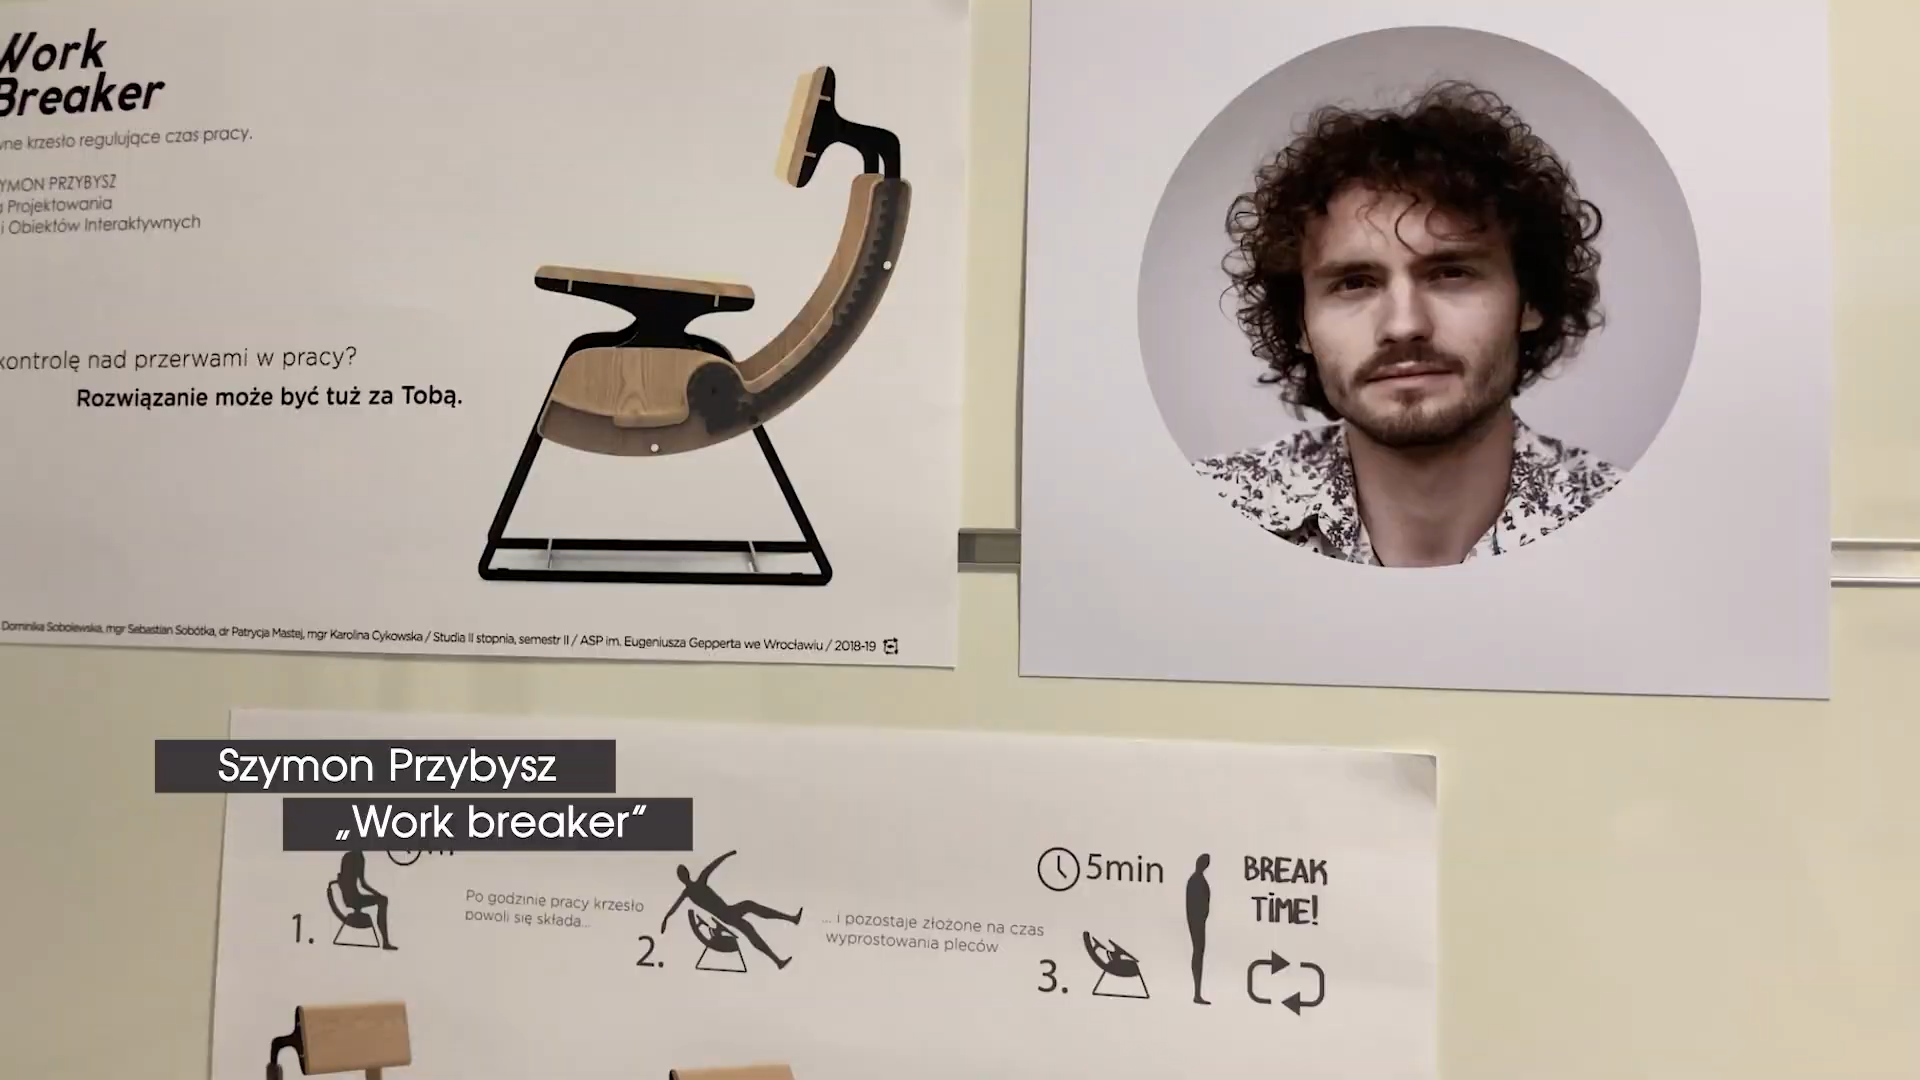 Work
Breaker
krzesło regulujące czas pracy.
SZYMON PRZYBYSZ
Projektowania
i Obiektów Interaktywnych
kontrolę nad przerwami w pracy?
Rozwiązanie może być tuż za Tobą.
Dominika Sobolewska, mgr Sebastian Sobótka, dr Patrycja Mastej, mgr Karolina Cykowska / Studia II stopnia, semestr II / ASP im. Eugeniusza Gepperta we Wrocławiu / 2018-19
Szymon Przybysz
„Work breaker“
1.
Po godzinie pracy krzesło
powoli się składa...
2.
... i pozostaje złożone na czas
wyprostowania pleców
5min
3.
BREAK
TIME!